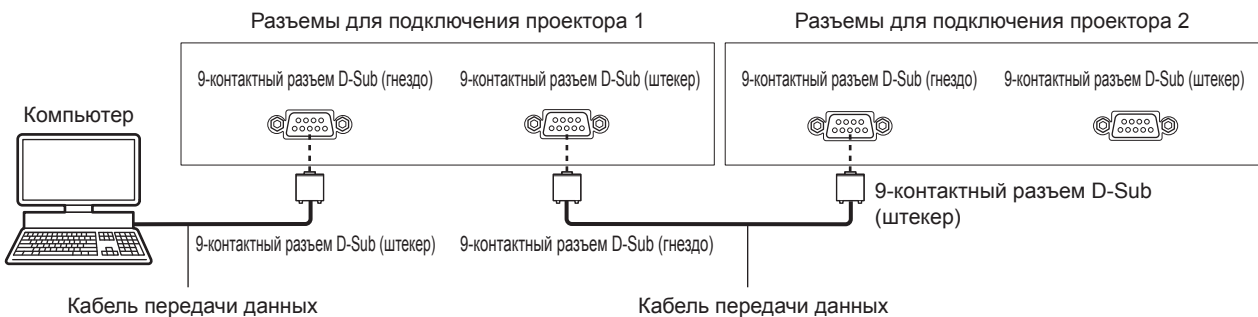 Разъемы для подключения проектора 1
Разъемы для подключения проектора 2
9-контактный разъем D-Sub (гнездо)
9-контактный разъем D-Sub (штекер)
9-контактный разъем D-Sub (гнездо)
9-контактный разъем D-Sub (штекер)
Компьютер
9-контактный разъем D-Sub
(штекер)
9-контактный разъем D-Sub (штекер)
9-контактный разъем D-Sub (гнездо)
Кабель передачи данных
Кабель передачи данных